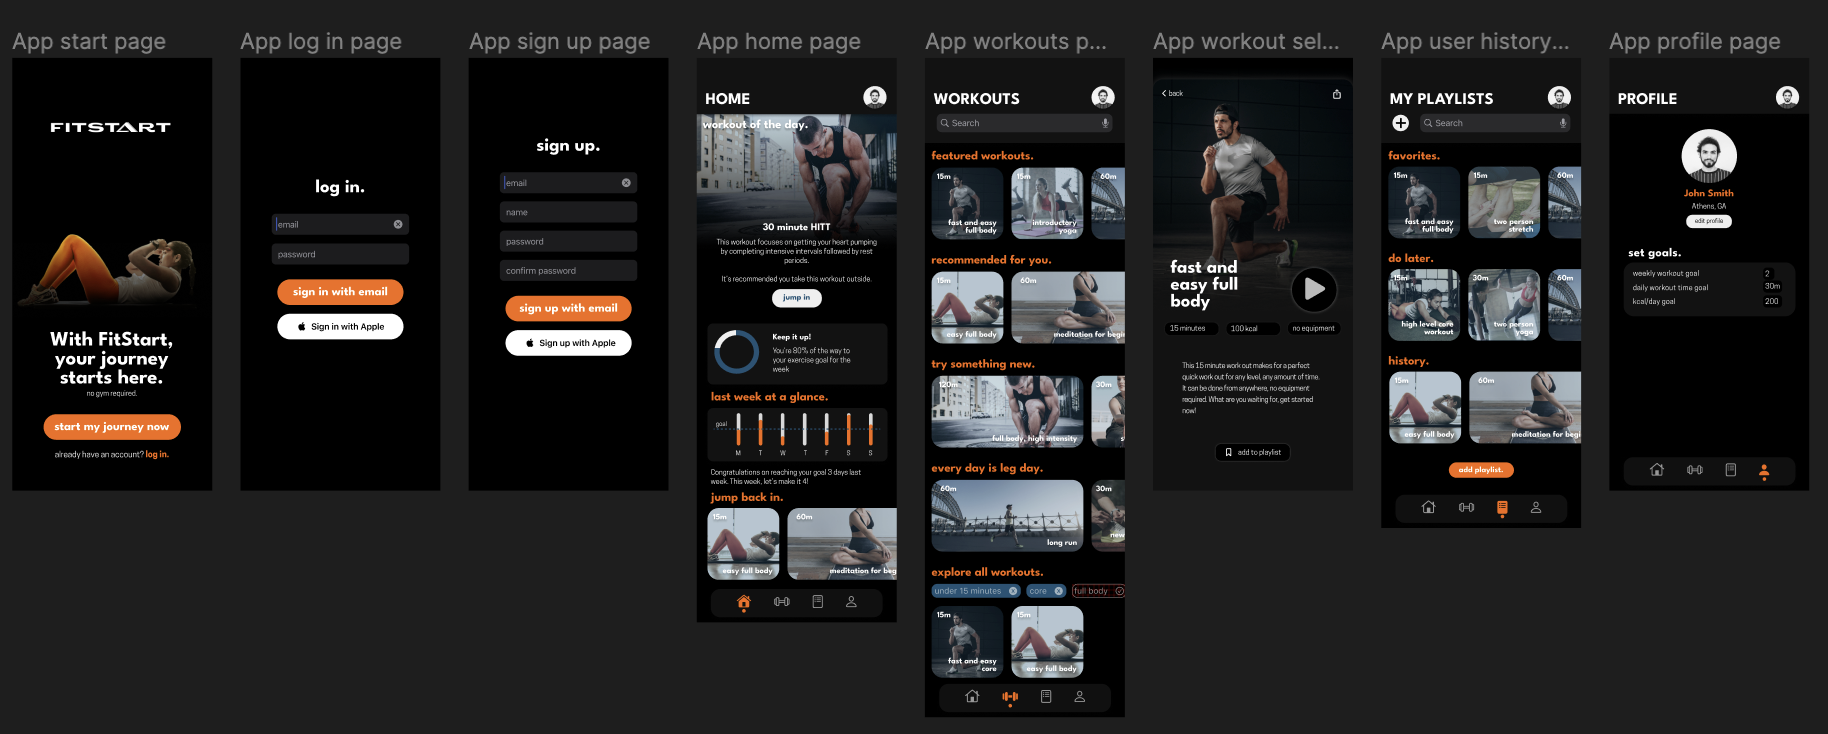 App start page
FITSTART
With FitStart,
your journey
starts here.
no gym required.
start my journey now
already have an account? log in.
App log in page
log in.
email
password
sign in with email
Sign in with Apple
App sign up page
sign up.
email
name
password
confirm password
sign up with email
Sign up with Apple
App home page
HOME
workout of the day.
30 minute HITT
This workout focuses on getting your heart pumping
by completing intensive intervals followed by rest
periods.
It's recommended you take this workout outside.
jump in
Keep it up!
You're 80% of the way to
your exercise goal for the
week
last week at a glance.
goal
M T W T F S S
Congratulations on reaching your goal 3 days last
week. This week, let's make it 4!
jump back in.
15m
easy full body
60m
meditation for beg
App workouts p...
WORKOUTS
Search
featured workouts.
15m
fast and easy
full body
15m
introductory
yoga
60m
recommended for you.
15m
easy full body
60m
meditation for begin
try something new.
120m
full body, high intensity
30m
s
every day is leg day.
60m
long run
30m
new
explore all workouts.
under 15 minutes
core
full body
15m
fast and easy
core
15m
easy full body
App workout sel...
back
fast and
easy full
body
15 minutes
100 kcal
no equipment
This 15 minute work out makes for a perfect
quick work out for any level, any amount of time.
It can be done from anywhere, no equipment
required. What are you waiting for, get started
now!
add to playlist
App user history...
MY PLAYLISTS
Search
favorites.
15m
fast and easy
full body
15m
two person
stretch
60m
do later.
15m
high level core
workout
30m
two person
yoga
60m
history.
15m
easy full body
60m
meditation for begi
add playlist.
App profile page
PROFILE
John Smith
Athens, GA
edit profile
set goals.
weekly workout goal 2
daily workout time goal 30m
kcal/day goal 200